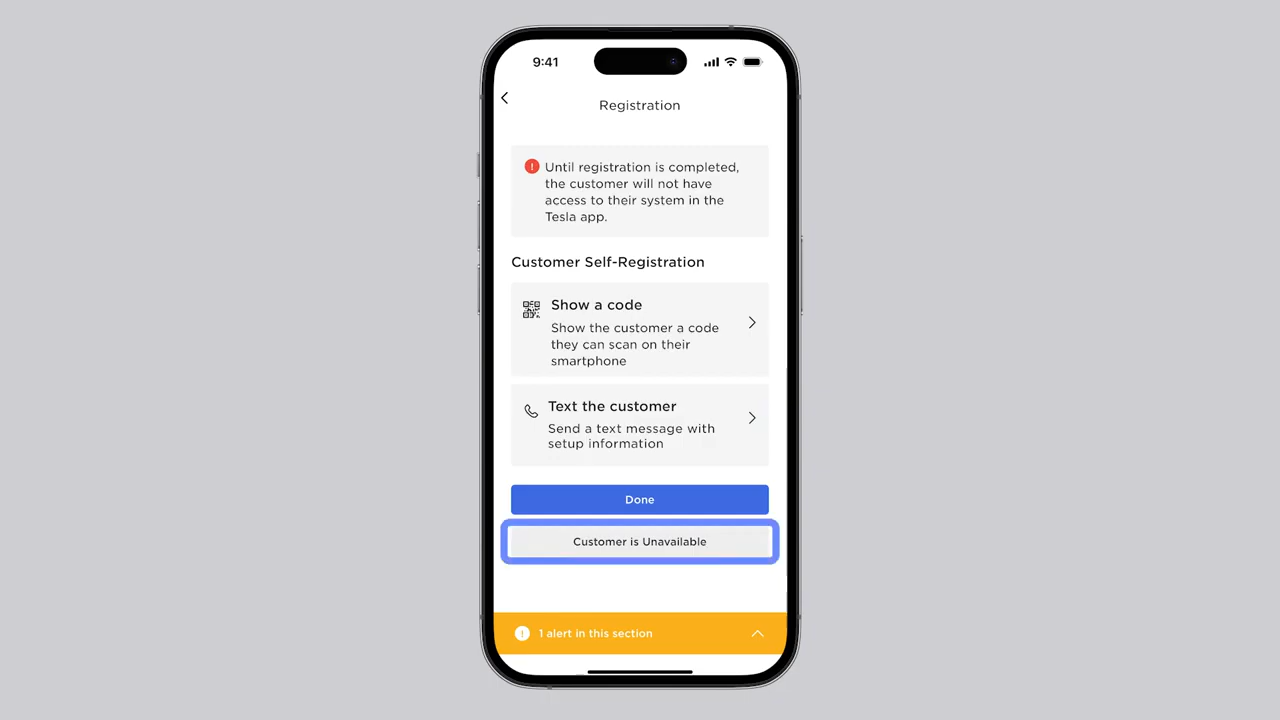 9:41
Registration
Until registration is completed,
the customer will not have
access to their system in the
Tesla app.
Customer Self-Registration
Show a code
Show the customer a code
they can scan on their
smartphone
Text the customer
Send a text message with
setup information
Done
Customer is Unavailable
1 alert in this section